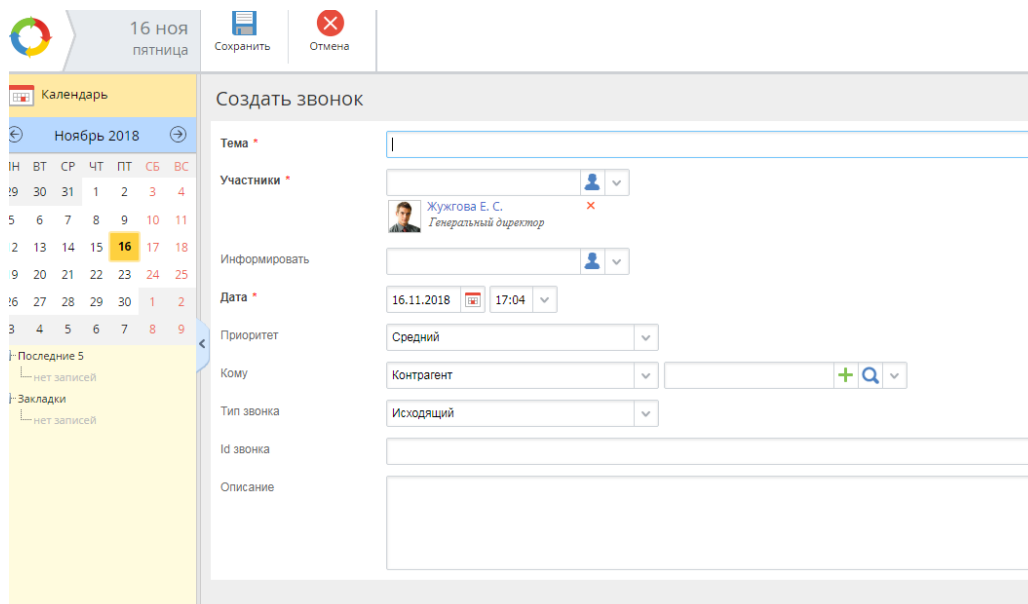 16 ноя
пятница
Сохранить
Отмена
Календарь
Ноябрь 2018
ВТ СР ЧТ ПТ СБ ВС
30 31 1 2 3 4
5 6 7 8 9 10 11
13 14 15 16 17 18
20 21 22 23 24 25
26 27 28 29 30 1 2
3 4 5 6 7 8 9
Последние 5
нет записей
Закладки
нет записей
Создать звонок
Тема *
Участники *
Жужгова Е. С.
Генеральный директор
Информировать
Дата * 16.11.2018 17:04
Приоритет Средний
Кому Контрагент
Тип звонка Исходящий
Id звонка
Описание